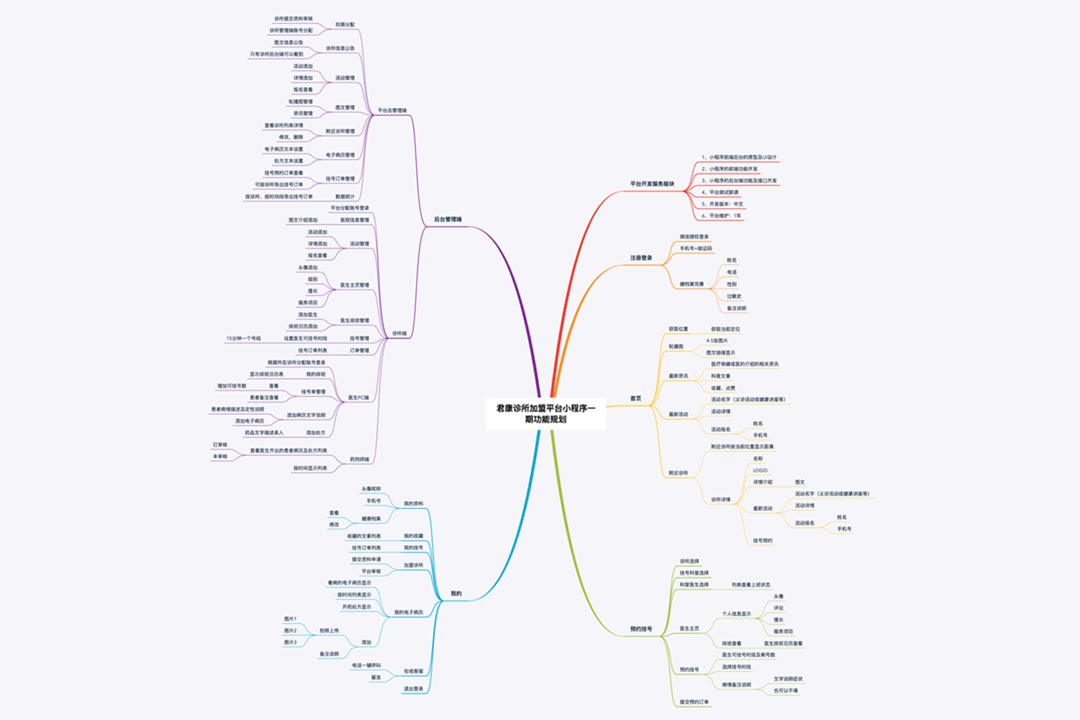 君康诊所加盟平台小程序一
期功能规划
平台开发服务版块
1、小程序前端后台的原型及UI设计
2、小程序的前端功能开发
3、小程序的后台端功能及接口开发
4、平台测试联调
5、开发版本：中文
6、平台维护：1年
注册登录
微信授权登录
手机号+验证码
健档案完善
姓名
电话
性别
过敏史
备注说明
首页
获取位置
获取当前定位
轮播图
4-5张图片
图文链接显示
最新资讯
医疗保健或医药介绍的相关资讯
科普文章
收藏、点赞
最新活动
活动名字（义诊活动或健康讲座等）
活动详情
活动报名
姓名
手机号
附近诊所
附近诊所按当前位置显示距离
诊所详情
名称
LOGO
详情介绍
图文
最新活动
活动名字（义诊活动或健康讲座等）
活动详情
活动报名
姓名
手机号
挂号预约
预约挂号
诊所选择
挂号科室选择
科室医生选择
列表查看上班状态
医生主页
个人信息显示
头像
评论
擅长
服务项目
排班查看
医生排班日历查看
预约挂号
医生可挂号时段及剩号数
选择挂号时段
病情备注说明
文字说明症状
也可以不填
提交预约订单
后台管理端
平台总管理端
权限分配
诊所提交资料审核
诊所管理端账号分配
诊所信息公告
图文信息公告
只有诊所后台端可以看到
活动管理
活动添加
详情添加
报名查看
图文管理
轮播图管理
资讯管理
附近诊所管理
查看诊所列表详情
修改、删除
电子病历管理
电子病历文本设置
处方文本设置
挂号订单管理
挂号预约订单查看
可按诊所导出挂号订单
数据统计
按诊所、按时间段导出挂号订单
诊所端
平台分配账号登录
医院信息管理
图文介绍添加
活动管理
活动添加
详情添加
报名查看
医生主页管理
头像添加
级别
擅长
服务项目
医生排班管理
添加医生
排班日历添加
挂号管理
设置医生可挂号时段
15分钟一个号段
订单管理
挂号订单列表
医生PC端
根据所在诊所分配账号登录
我的排班
显示排班日历表
挂号单管理
查看
增加可挂号数
患者备注查看
添加病历文字说明
患者病情描述及定性说明
添加电子病历
添加处方
药品文字描述录入
药剂师端
查看医生开出的患者病历及处方列表
已审核
未审核
按时间显示列表
我的
我的资料
头像昵称
手机号
健康档案
查看
修改
我的收藏
收藏的文章列表
我的挂号
挂号订单列表
加盟诊所
提交资料申请
平台审核
我的电子病历
看病的电子病历显示
按时间列表显示
开药处方显示
添加
拍照上传
图片1
图片2
图片3
备注说明
在线客服
电话一键呼叫
留言
退出登录